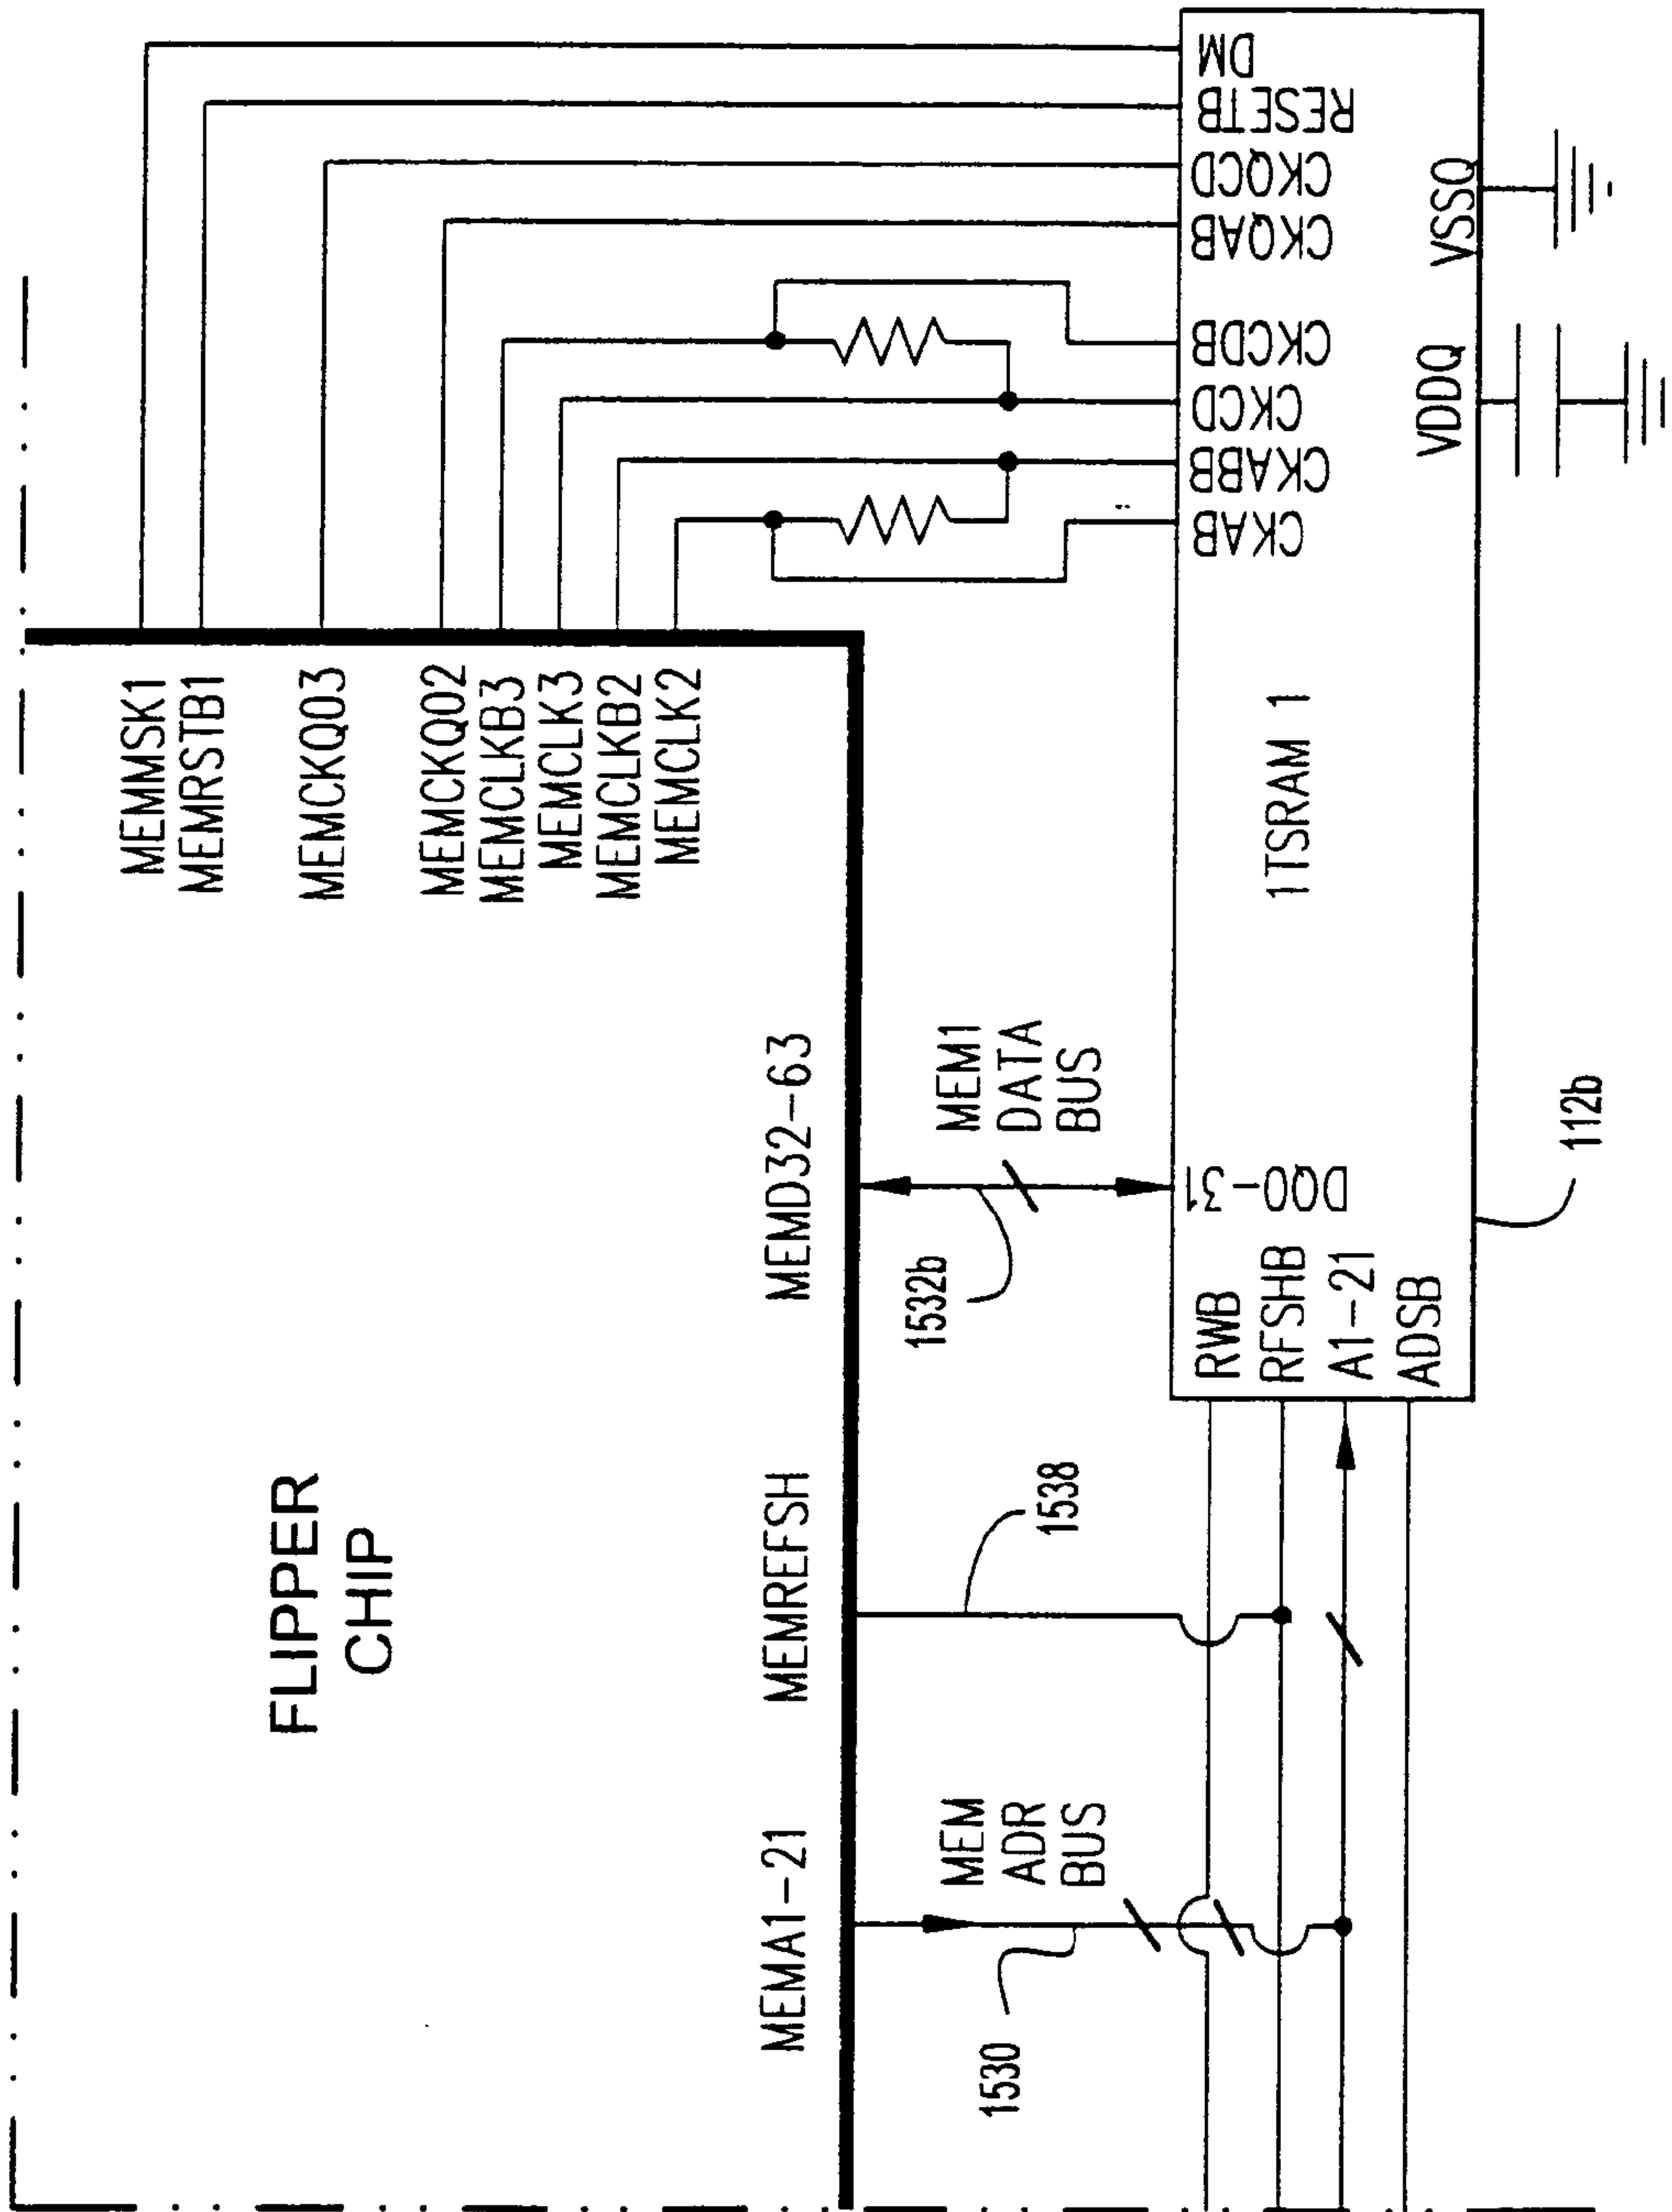 FLIPPER
CHIP
MEMMSK1
MEMRSTB1
MEMCKQO3
MEMCKQO2
MEMCLKB3
MEMCLK3
MEMCLKB2
MEMCLK2
MEMA1-21
MEMREFSH
MEMD32-63
MEM
ADR
BUS
1530
1538
MEM1
DATA
BUS
1532b
RWB
RFSHB
A1-21
ADSB
DQ0-31
1TSRAM 1
CKAB
CKABB
CKCD
CKCDB
CKQAB
CKQCD
RESETB
DM
VDDQ
VSSQ
112b